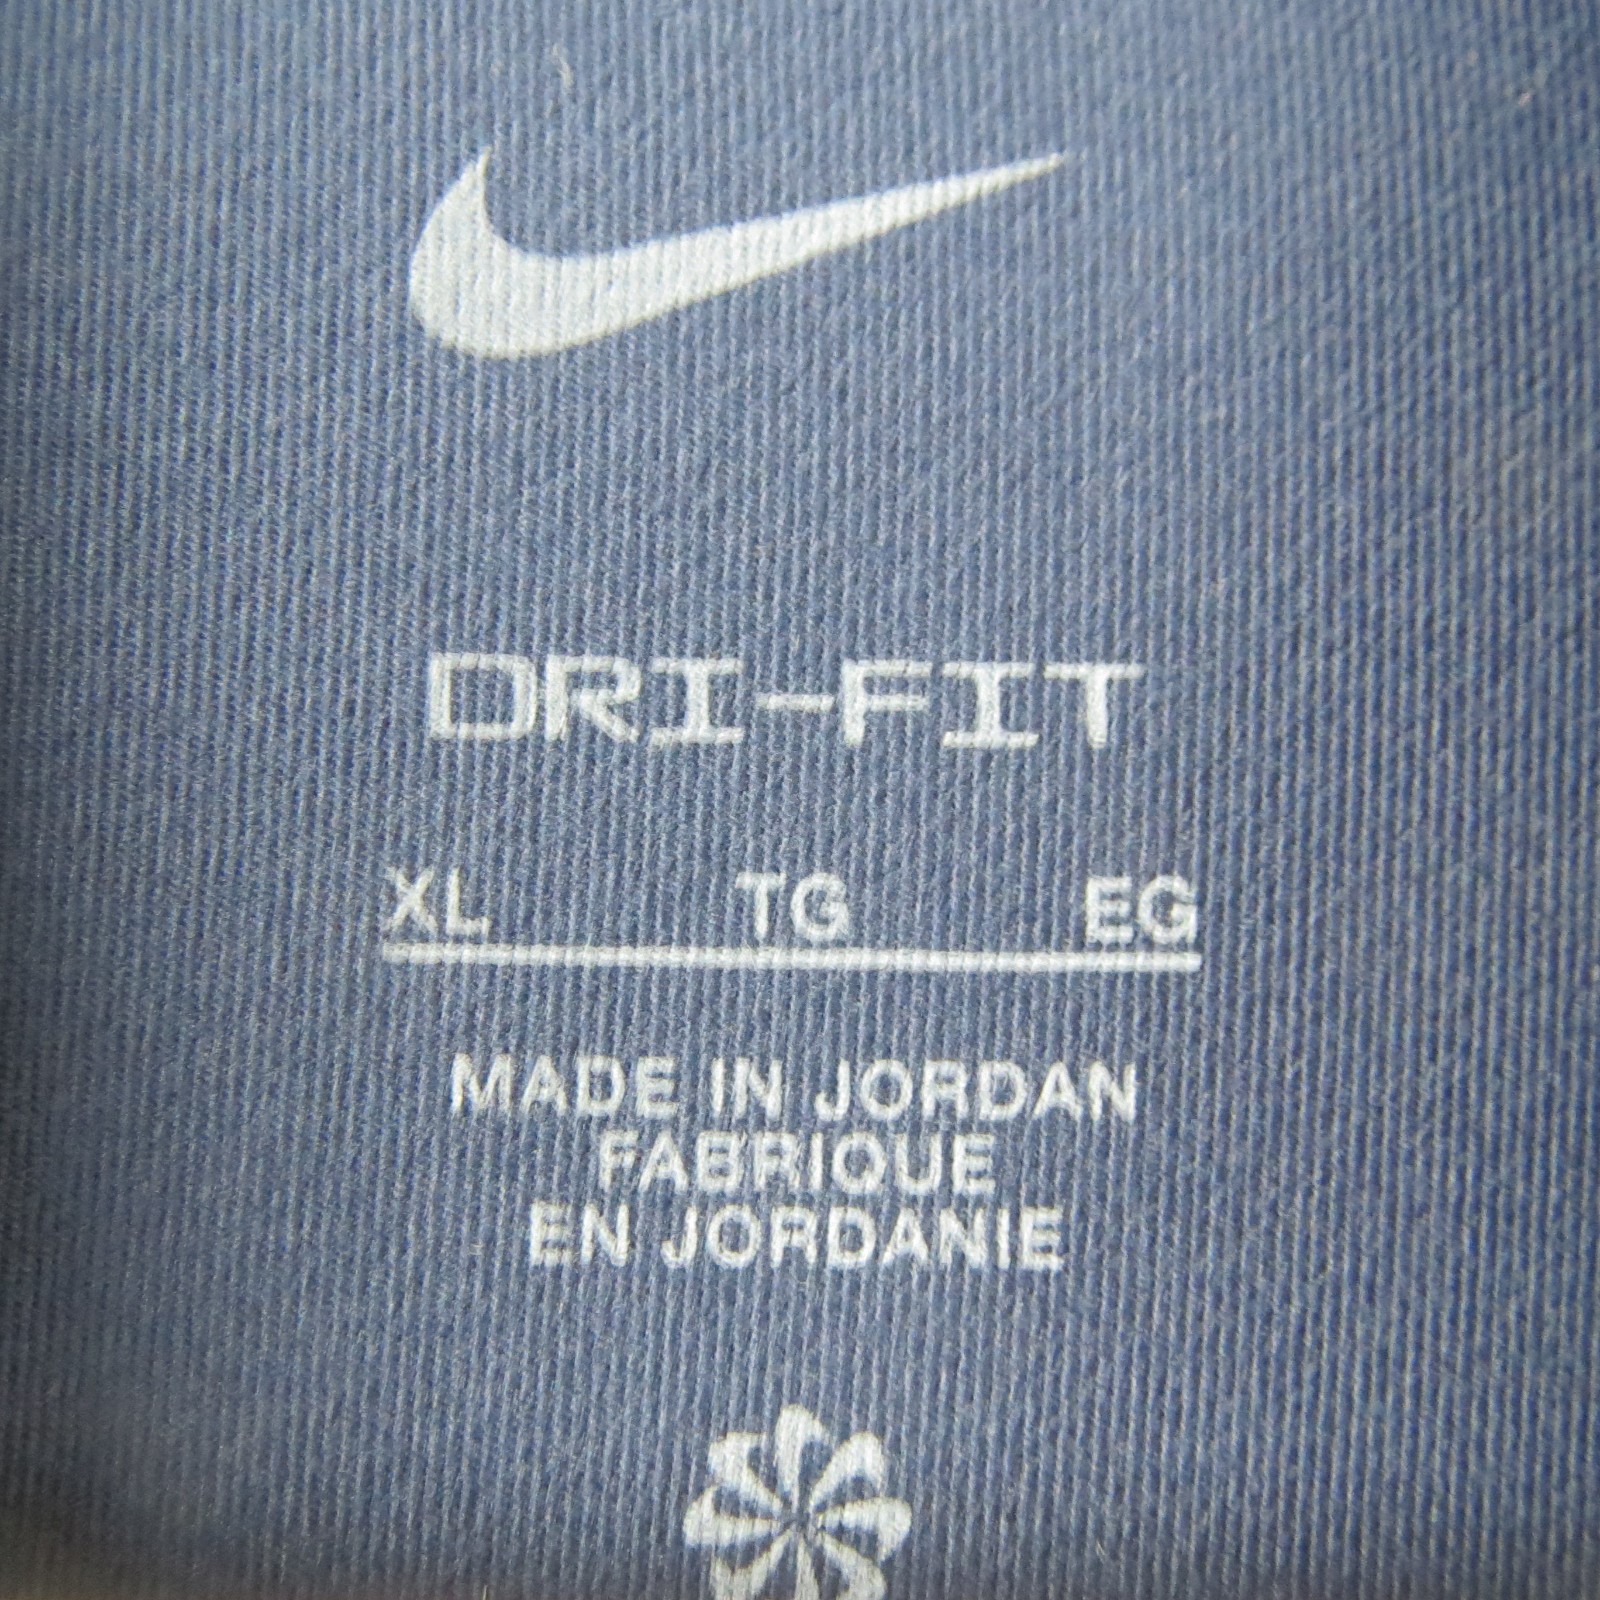 DRI-FIT
XL TG EG
MADE IN JORDAN
FABRIQUE
EN JORDANIE